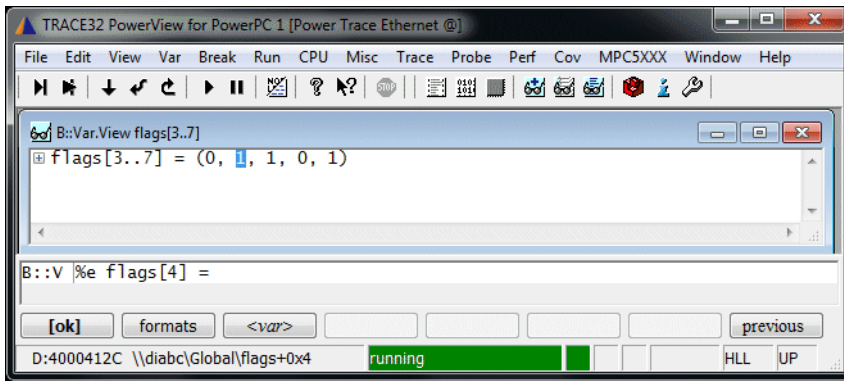 TRACE32 PowerView for PowerPC 1 [Power Trace Ethernet @]
File Edit View Var Break Run CPU Misc Trace Probe Perf Cov MPC5XXX Window Help
B::Var.View flags[3..7]
flags[3..7] = (0, 1, 1, 0, 1)
B::V %e flags[4] =
[ok] formats <var> previous
D:4000412C \\diabc\Global\flags+0x4 running HLL UP